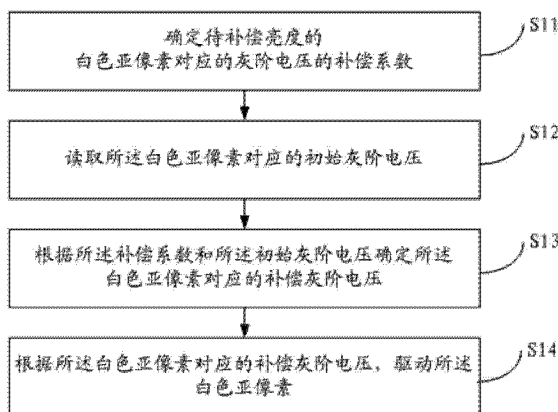 确定待补偿亮度的
白色亚像素对应的灰阶电压的补偿系数
S11
读取所述白色亚像素对应的初始灰阶电压
S12
根据所述补偿系数和所述初始灰阶电压确定所述
白色亚像素对应的补偿灰阶电压
S13
根据所述白色亚像素对应的补偿灰阶电压，驱动所述
白色亚像素
S14